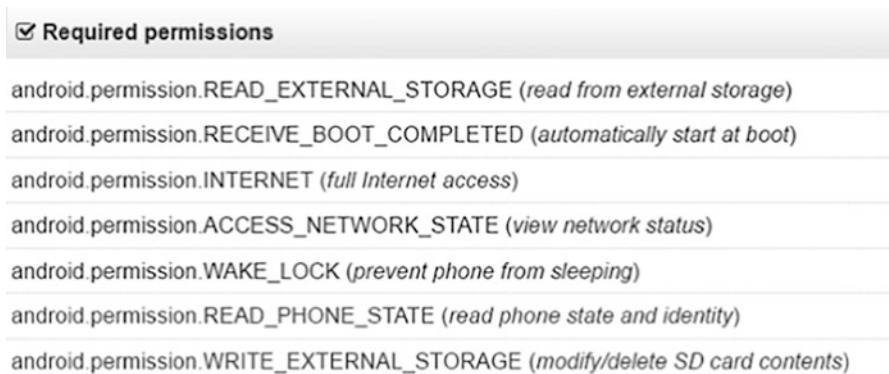 Required permissions
android.permission.READ_EXTERNAL_STORAGE (read from external storage)
android.permission.RECEIVE_BOOT_COMPLETED (automatically start at boot)
android.permission.INTERNET (full Internet access)
android.permission.ACCESS_NETWORK_STATE (view network status)
android.permission.WAKE_LOCK (prevent phone from sleeping)
android.permission.READ_PHONE_STATE (read phone state and identity)
android.permission.WRITE_EXTERNAL_STORAGE (modify/delete SD card contents)